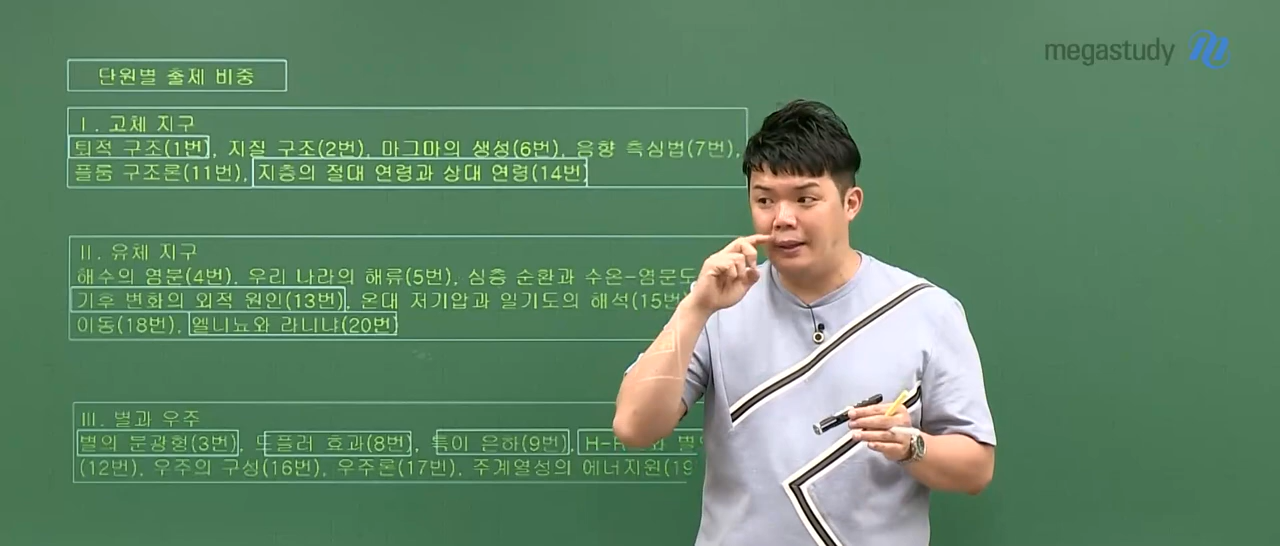 megastudy
단원별 출제 비중
Ⅰ. 고체 지구
퇴적 구조(1번), 지질 구조(2번), 마그마의 생성(6번), 음향 측심법(7번),
플룸 구조론(11번), 지층의 절대 연령과 상대 연령(14번)
Ⅱ. 유체 지구
해수의 염분(4번), 우리 나라의 해류(5번), 심층 순환과 수온-염분도
기후 변화의 외적 원인(13번), 온대 저기압과 일기도의 해석(15번)
이동(18번), 엘니뇨와 라니냐(20번)
Ⅲ. 별과 우주
별의 분광형(3번), 도플러 효과(8번), 특이 은하(9번), H-R
(12번), 우주의 구성(16번), 우주론(17번), 주계열성의 에너지원(19